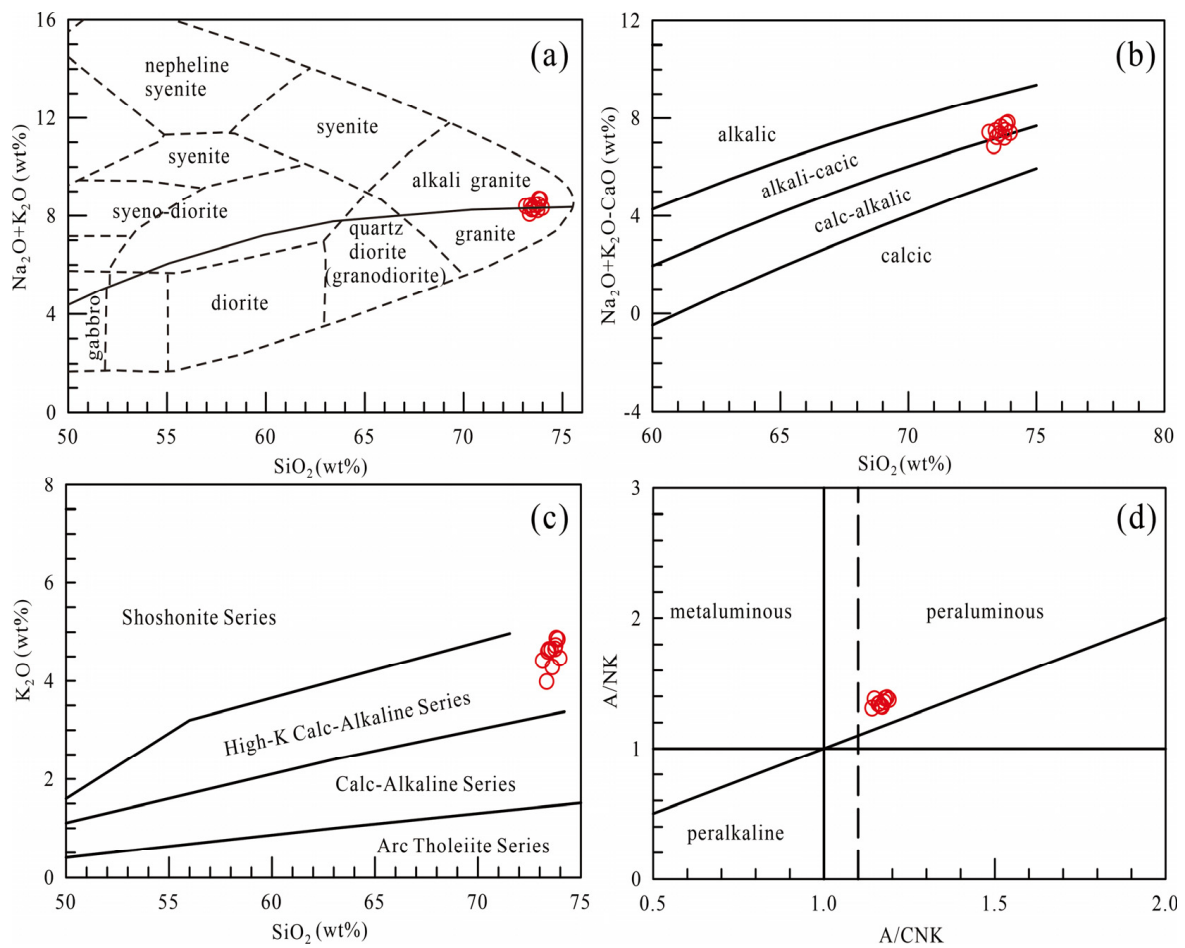 (a)
16
12
8
4
0
50
55
60
65
70
75
Na₂O+K₂O (wt%)
SiO₂(wt%)
nepheline
syenite
syenite
syenite
alkali granite
syeno-diorite
quartz
diorite
(granodiorite)
granite
diorite
gabbro
(b)
12
8
4
0
-4
60
65
70
75
80
Na₂O+K₂O-CaO (wt%)
SiO₂(wt%)
alkalic
alkali-cacic
calc-alkalic
calcic
(c)
8
6
4
2
0
50
55
60
65
70
75
K₂O (wt%)
SiO₂(wt%)
Shoshonite Series
High-K Calc-Alkaline Series
Calc-Alkaline Series
Arc Tholeiite Series
(d)
3
2
1
0
0.5
1.0
1.5
2.0
A/NK
A/CNK
metaluminous
peraluminous
peralkaline